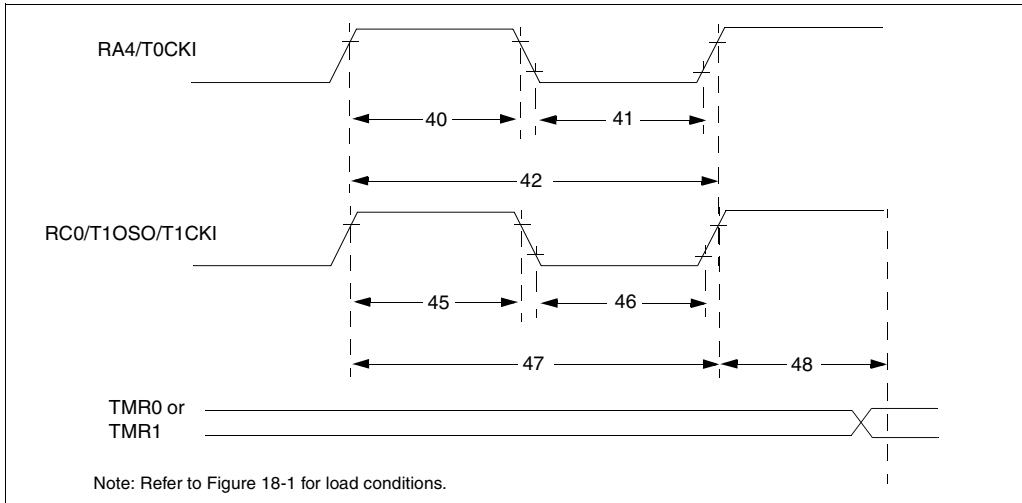 RA4/T0CKI
40
41
42
RC0/T1OSO/T1CKI
45
46
47
48
TMR0 or
TMR1
Note: Refer to Figure 18-1 for load conditions.